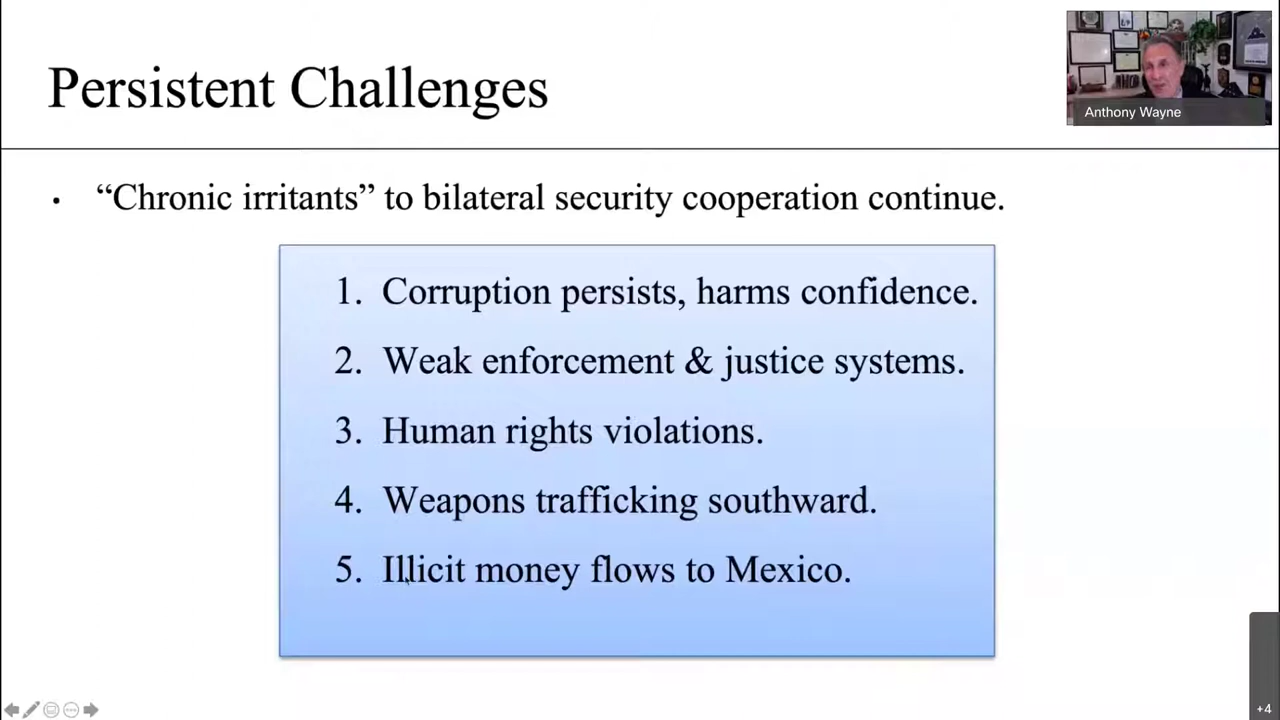 Persistent Challenges
Anthony Wayne
• “Chronic irritants” to bilateral security cooperation continue.
1. Corruption persists, harms confidence.
2. Weak enforcement & justice systems.
3. Human rights violations.
4. Weapons trafficking southward.
5. Illicit money flows to Mexico.
+4